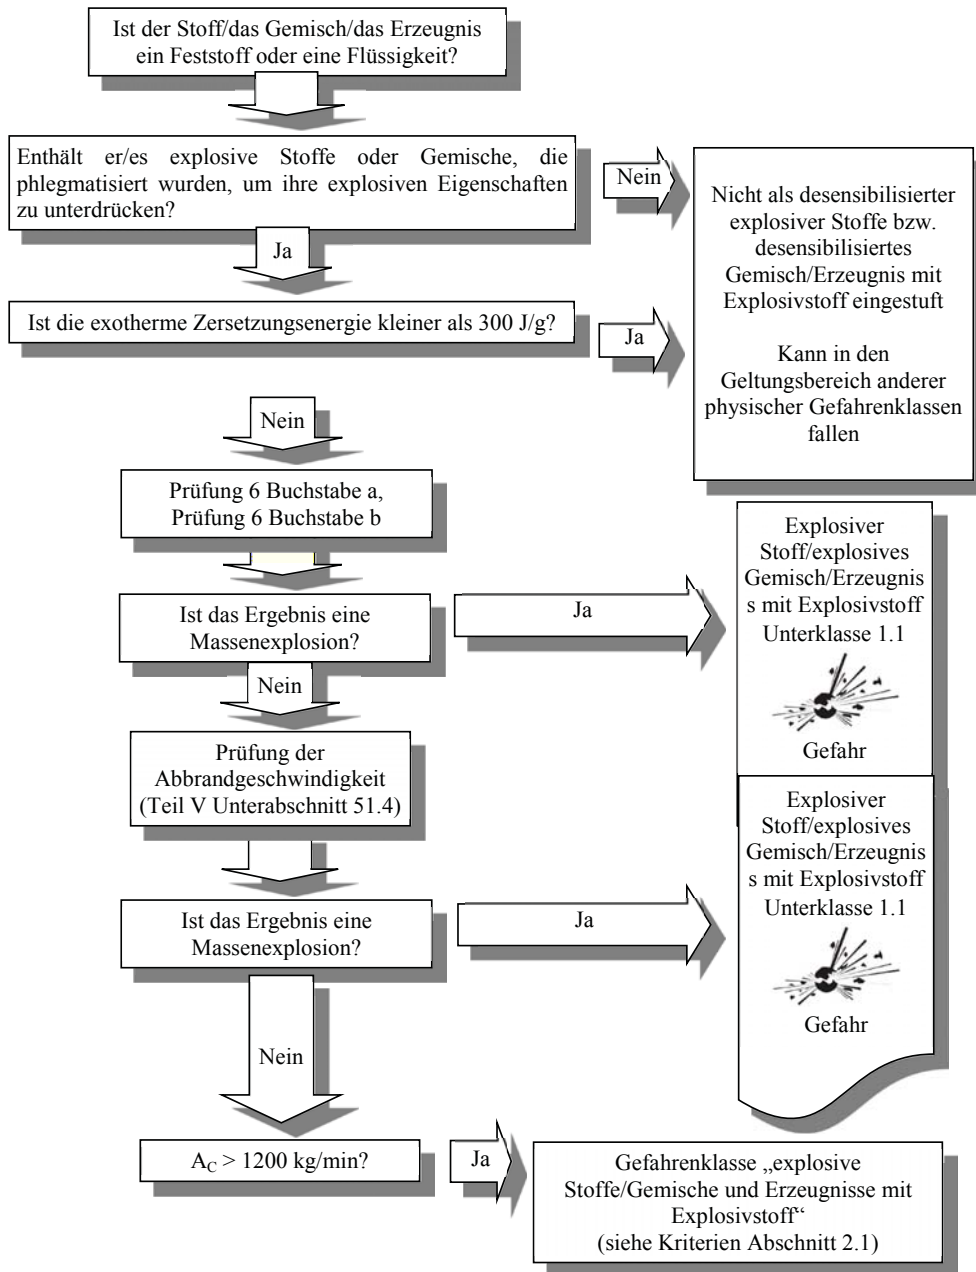 Ist der Stoff/das Gemisch/das Erzeugnis
ein Feststoff oder eine Flüssigkeit?
Enthält er/es explosive Stoffe oder Gemische, die
phlegmatisiert wurden, um ihre explosiven Eigenschaften
zu unterdrücken?
Nein
Nicht als desensibilisierter
explosiver Stoffe bzw.
desensibilisiertes
Gemisch/Erzeugnis mit
Explosivstoff eingestuft
Kann in den
Geltungsbereich anderer
physischer Gefahrenklassen
fallen
Ja
Ist die exotherme Zersetzungsenergie kleiner als 300 J/g?
Ja
Nein
Prüfung 6 Buchstabe a,
Prüfung 6 Buchstabe b
Ist das Ergebnis eine
Massenexplosion?
Ja
Explosiver
Stoff/explosives
Gemisch/Erzeugnis
s mit Explosivstoff
Unterklasse 1.1
Gefahr
Nein
Prüfung der
Abbrandgeschwindigkeit
(Teil V Unterabschnitt 51.4)
Ist das Ergebnis eine
Massenexplosion?
Ja
Explosiver
Stoff/explosives
Gemisch/Erzeugnis
s mit Explosivstoff
Unterklasse 1.1
Gefahr
Nein
A_C > 1200 kg/min?
Ja
Gefahrenklasse „explosive
Stoffe/Gemische und Erzeugnisse mit
Explosivstoff“
(siehe Kriterien Abschnitt 2.1)